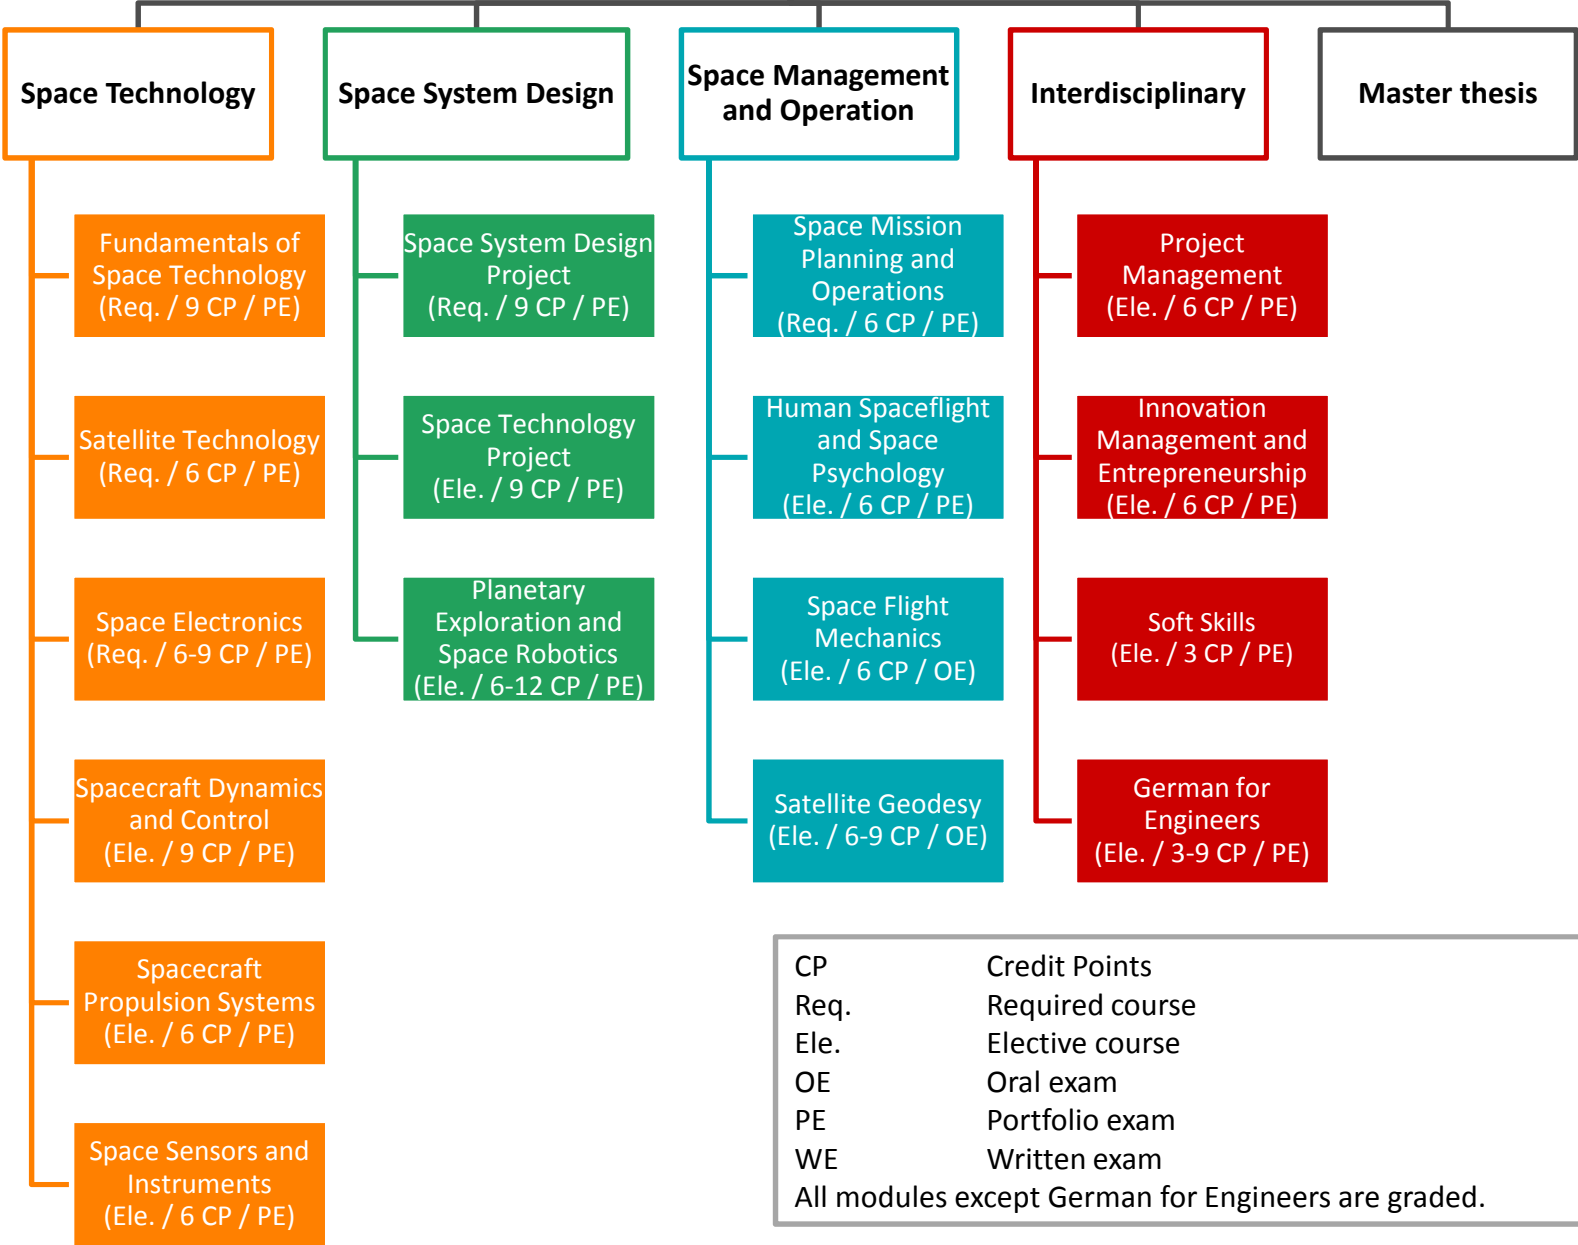 Space Technology
Fundamentals of
Space Technology
(Req. / 9 CP / PE)
Satellite Technology
(Req. / 6 CP / PE)
Space Electronics
(Req. / 6-9 CP / PE)
Spacecraft Dynamics
and Control
(Ele. / 9 CP / PE)
Spacecraft
Propulsion Systems
(Ele. / 6 CP / PE)
Space Sensors and
Instruments
(Ele. / 6 CP / PE)
Space System Design
Space System Design
Project
(Req. / 9 CP / PE)
Space Technology
Project
(Ele. / 9 CP / PE)
Planetary
Exploration and
Space Robotics
(Ele. / 6-12 CP / PE)
Space Management
and Operation
Space Mission
Planning and
Operations
(Req. / 6 CP / PE)
Human Spaceflight
and Space
Psychology
(Ele. / 6 CP / PE)
Space Flight
Mechanics
(Ele. / 6 CP / OE)
Satellite Geodesy
(Ele. / 6-9 CP / OE)
Interdisciplinary
Project
Management
(Ele. / 6 CP / PE)
Innovation
Management and
Entrepreneurship
(Ele. / 6 CP / PE)
Soft Skills
(Ele. / 3 CP / PE)
German for
Engineers
(Ele. / 3-9 CP / PE)
Master thesis
CP Credit Points
Req. Required course
Ele. Elective course
OE Oral exam
PE Portfolio exam
WE Written exam
All modules except German for Engineers are graded.